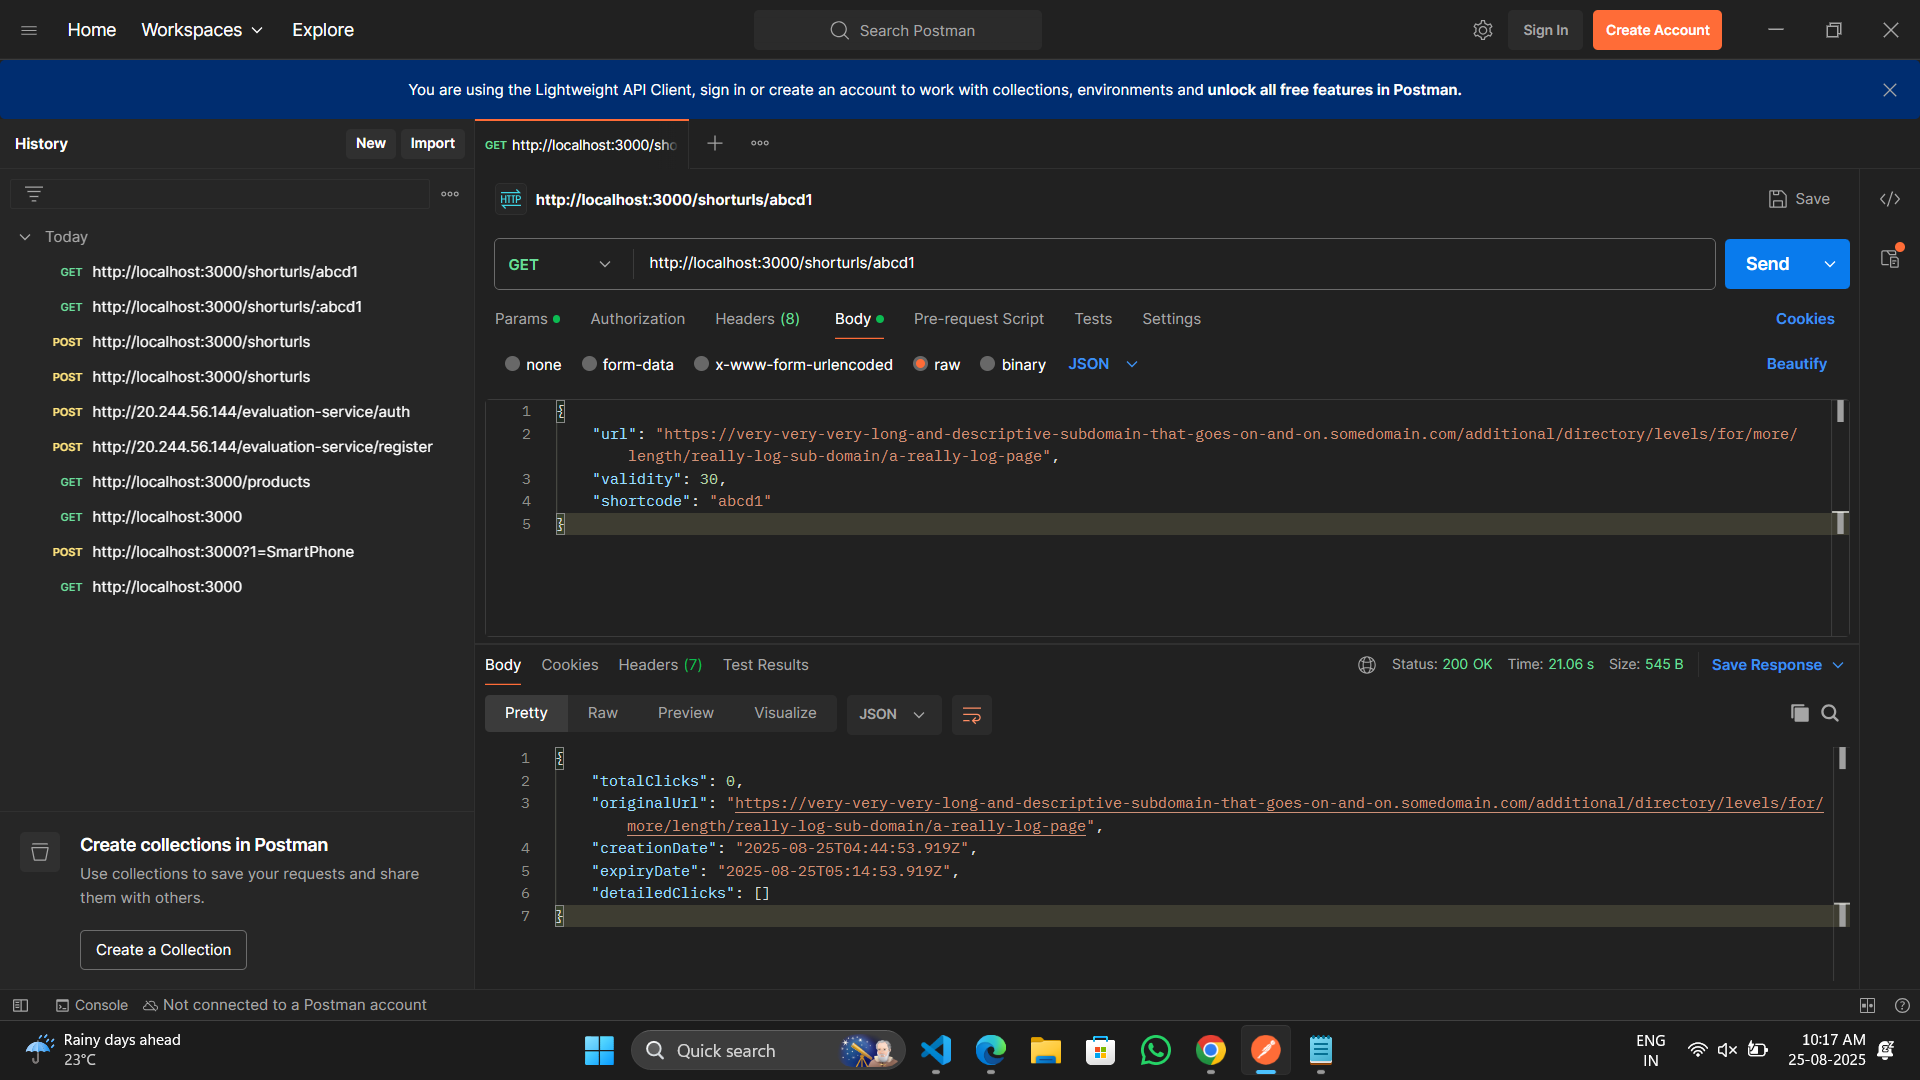 Home
Workspaces
Explore
Search Postman
Sign In
Create Account
You are using the Lightweight API Client, sign in or create an account to work with collections, environments and unlock all free features in Postman.
History
New
Import
GET http://localhost:3000/sho
Today
GET http://localhost:3000/shorturls/abcd1
GET http://localhost:3000/shorturls/:abcd1
POST http://localhost:3000/shorturls
POST http://localhost:3000/shorturls
POST http://20.244.56.144/evaluation-service/auth
POST http://20.244.56.144/evaluation-service/register
GET http://localhost:3000/products
GET http://localhost:3000
POST http://localhost:3000?1=SmartPhone
GET http://localhost:3000
Create collections in Postman
Use collections to save your requests and share
them with others.
Create a Collection
HTTP http://localhost:3000/shorturls/abcd1
Save
GET
http://localhost:3000/shorturls/abcd1
Send
Params
Authorization
Headers (8)
Body
Pre-request Script
Tests
Settings
Cookies
none
form-data
x-www-form-urlencoded
raw
binary
JSON
Beautify
1 {
2 "url": "https://very-very-very-long-and-descriptive-subdomain-that-goes-on-and-on.somedomain.com/additional/directory/levels/for/more/
length/really-log-sub-domain/a-really-log-page",
3 "validity": 30,
4 "shortcode": "abcd1"
5 }
Body
Cookies
Headers (7)
Test Results
Status: 200 OK
Time: 21.06 s
Size: 545 B
Save Response
Pretty
Raw
Preview
Visualize
JSON
1 {
2 "totalClicks": 0,
3 "originalUrl": "https://very-very-very-long-and-descriptive-subdomain-that-goes-on-and-on.somedomain.com/additional/directory/levels/for/
more/length/really-log-sub-domain/a-really-log-page",
4 "creationDate": "2025-08-25T04:44:53.919Z",
5 "expiryDate": "2025-08-25T05:14:53.919Z",
6 "detailedClicks": []
7 }
Console
Not connected to a Postman account
Rainy days ahead
23°C
Quick search
ENG
IN
10:17 AM
25-08-2025